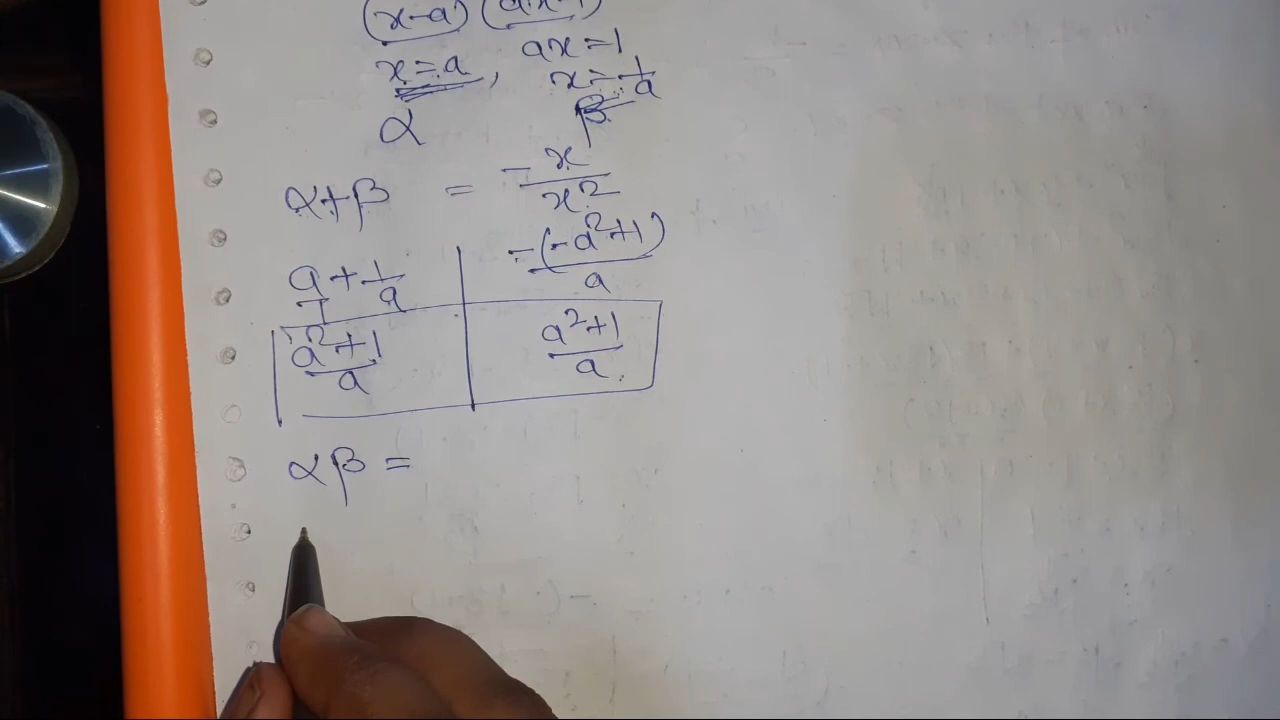 (x-a) (ax-1)
x=a, ax=1
x=1/a
α β
α+β = -x/x²
a+1/a -(-a²+1)/a
a²+1/a a²+1/a
αβ =